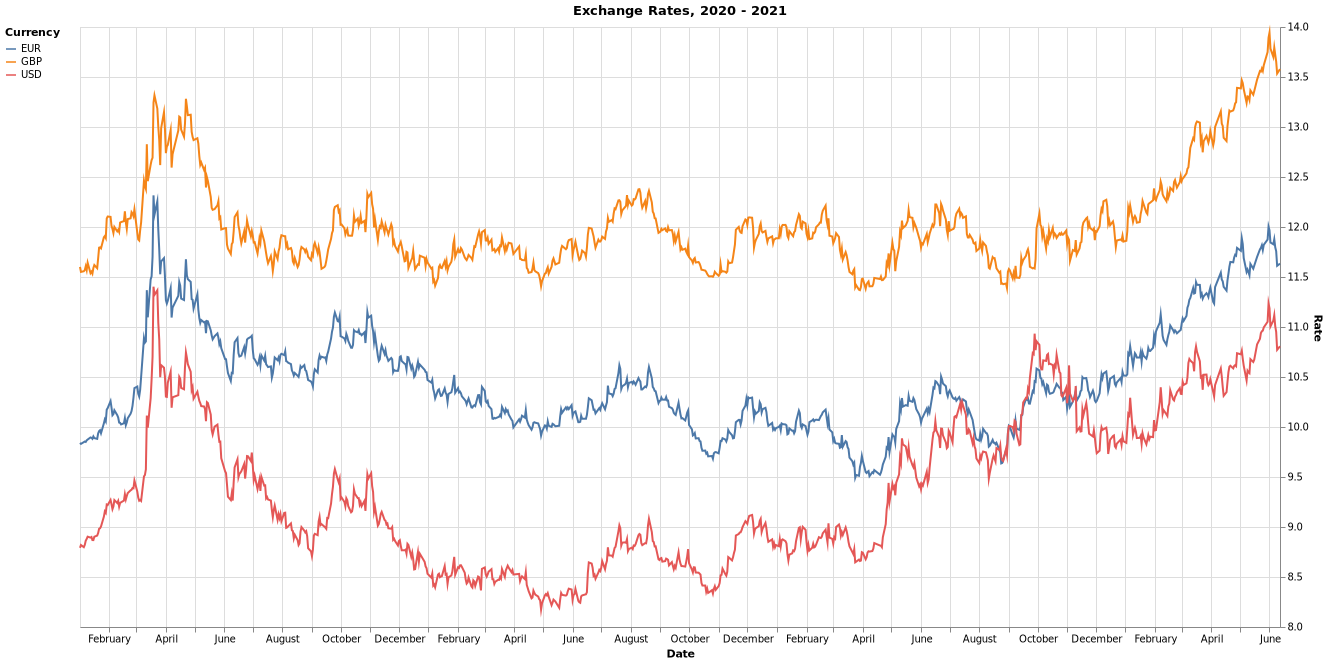 Exchange Rates, 2020 - 2021
Currency
EUR
GBP
USD
14.0
13.5
13.0
12.5
12.0
11.5
11.0
10.5
10.0
9.5
9.0
8.5
8.0
Rate
February April June August October December February April June August October December February April June August October December February April June
Date